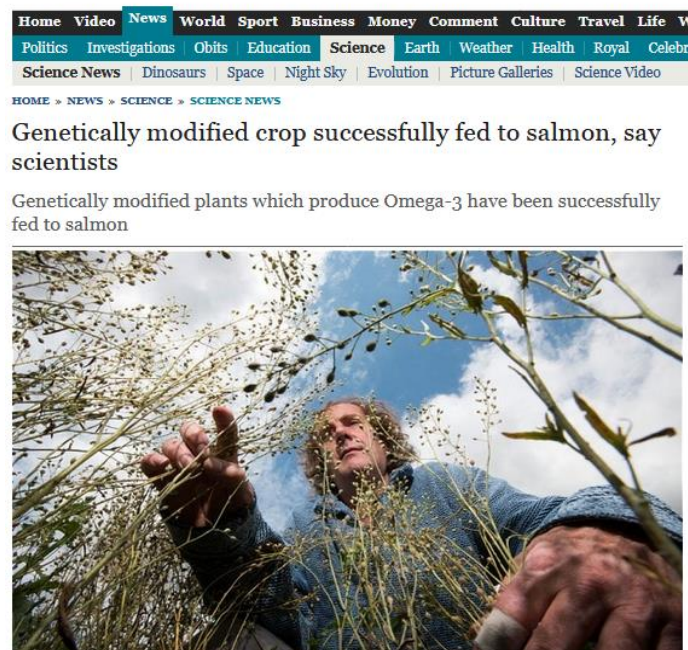 Home Video News World Sport Business Money Comment Culture Travel Life
Politics Investigations Obits Education Science Earth Weather Health Royal
Science News Dinosaurs Space Night Sky Evolution Picture Galleries Science Video
HOME » NEWS » SCIENCE » SCIENCE NEWS
Genetically modified crop successfully fed to salmon, say
scientists
Genetically modified plants which produce Omega-3 have been successfully
fed to salmon